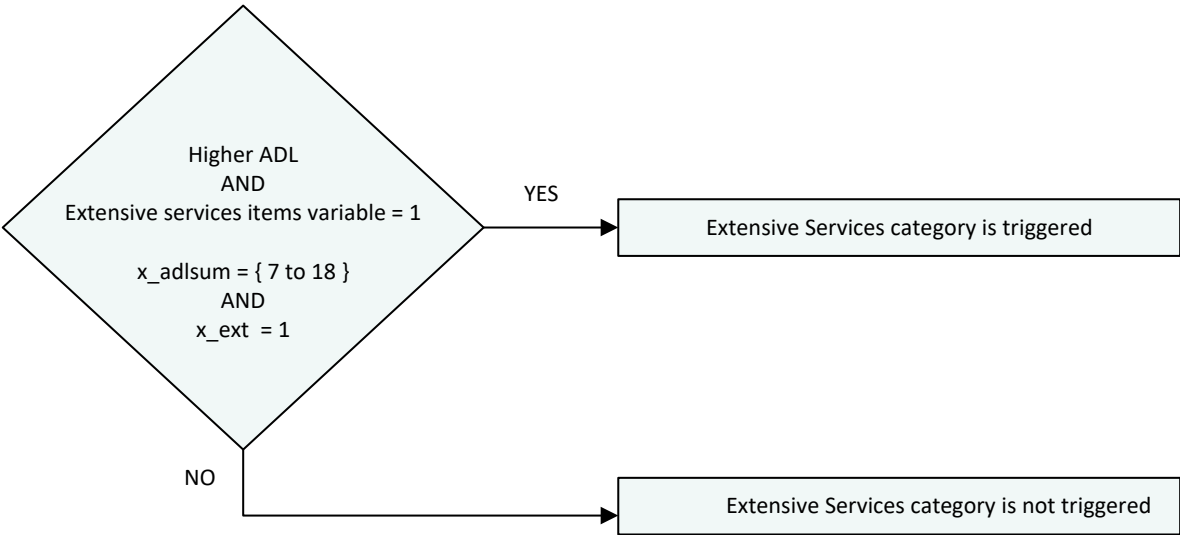 Higher ADL
AND
Extensive services items variable = 1
x_adlsum = { 7 to 18 }
AND
x_ext  = 1
YES
Extensive Services category is triggered
NO
Extensive Services category is not triggered